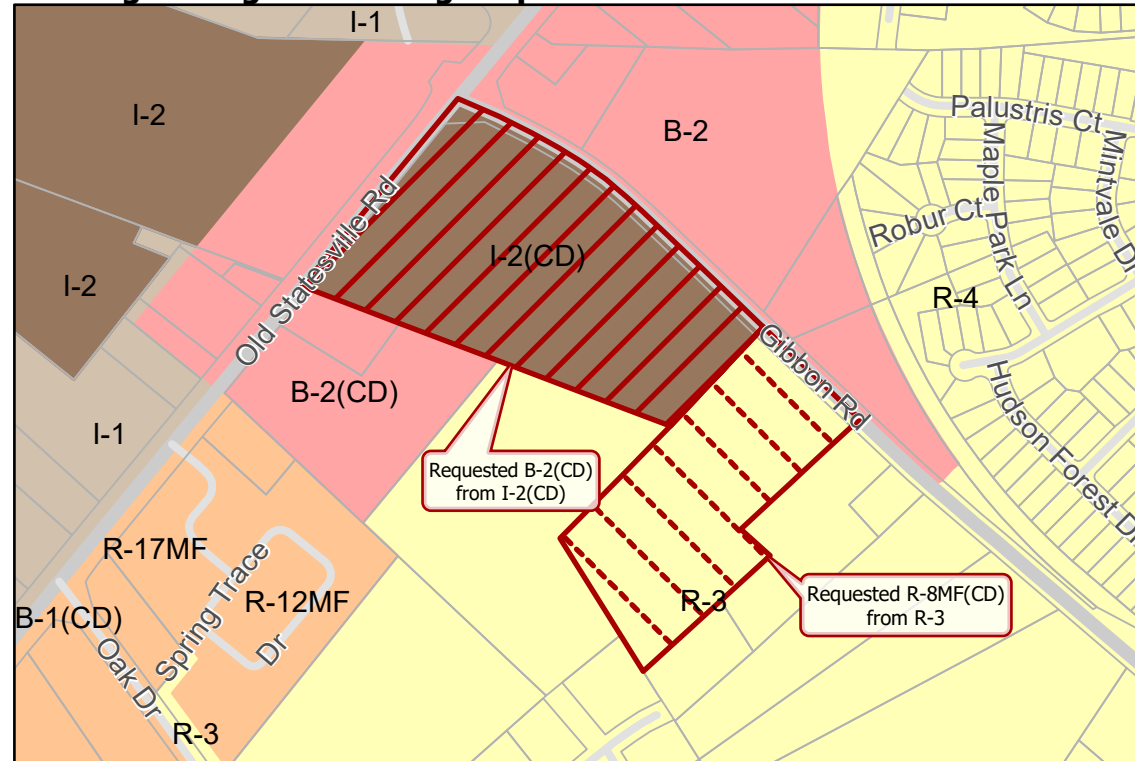 I-1
I-2
B-2
Palustris Ct
Maple Park Ln
Mintvale Dr
Robur Ct
I-2(CD)
Old Statesville Rd
I-2
R-4
Gibbon Rd
B-2(CD)
Hudson Forest Dr
I-1
Requested B-2(CD)
from I-2(CD)
R-17MF
Spring Trace
Dr
R-12MF
R-3
Requested R-8MF(CD)
from R-3
B-1(CD)
Oak Dr
R-3